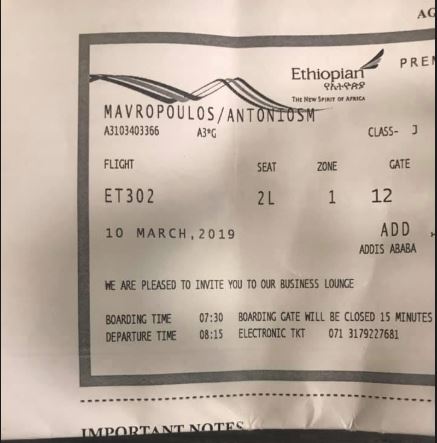 AG
Ethiopian
PREM
የኢትዮጵያ
THE NEW SPIRIT OF AFRICA
MAVROPOULOS/ANTONIOSM
A3103403366 A3*G CLASS- J
FLIGHT SEAT ZONE GATE
ET302 2L 1 12
10 MARCH,2019 ADD
ADDIS ABABA
WE ARE PLEASED TO INVITE YOU TO OUR BUSINESS LOUNGE
BOARDING TIME 07:30 BOARDING GATE WILL BE CLOSED 15 MINUTES
DEPARTURE TIME 08:15 ELECTRONIC TKT 071 3179227681
IMPORTANT NOTES